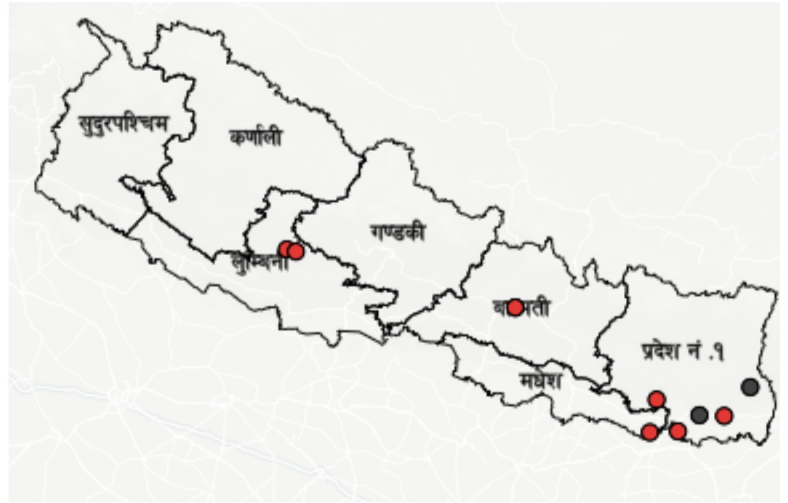 सुदुरपश्चिम
कर्णाली
गण्डकी
लुम्बिनी
प्रदेश नं .१
मधेश